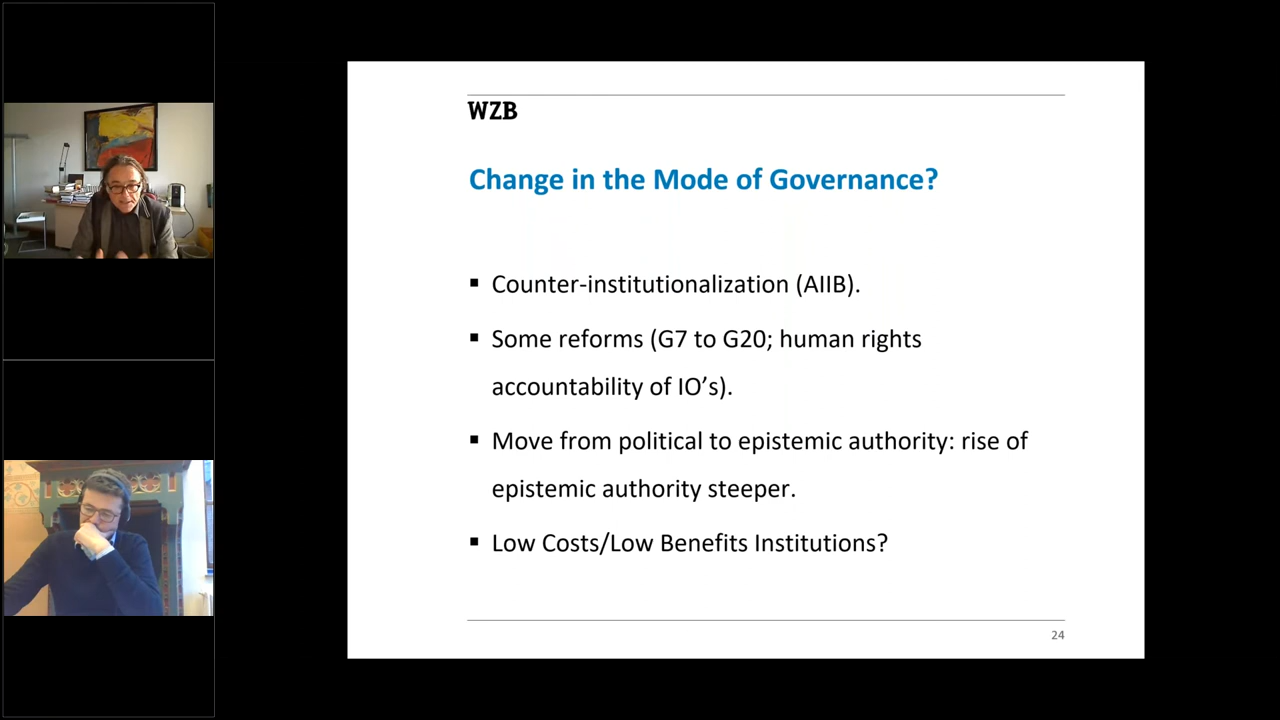 WZB
Change in the Mode of Governance?
▪ Counter-institutionalization (AIIB).
▪ Some reforms (G7 to G20; human rights
accountability of IO’s).
▪ Move from political to epistemic authority: rise of
epistemic authority steeper.
▪ Low Costs/Low Benefits Institutions?
24